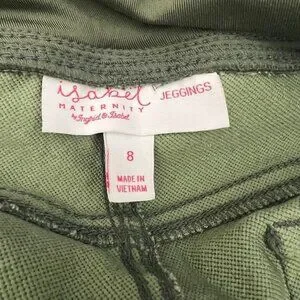 isabel
MATERNITY
by Ingrid & Isabel
JEGGINGS
8
MADE IN
VIETNAM